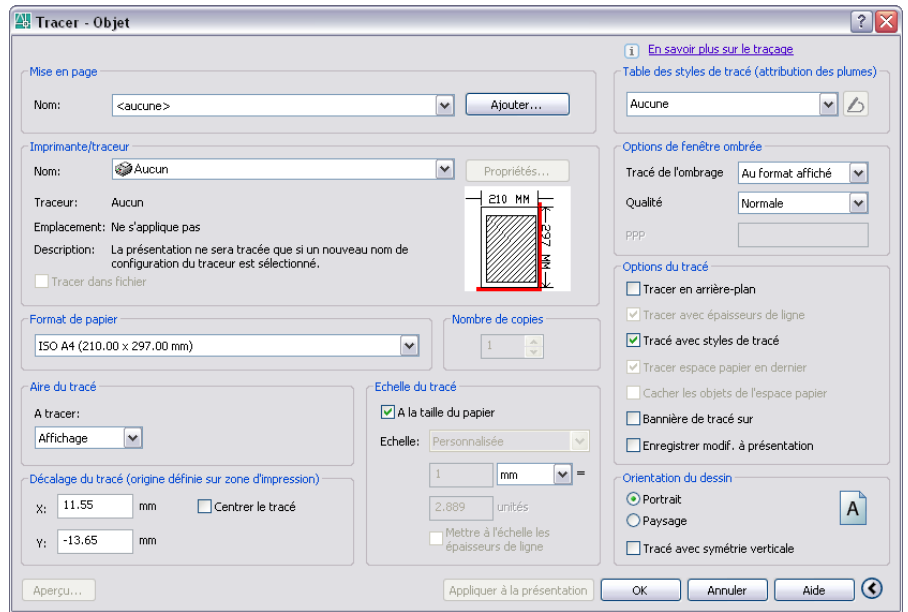 Tracer - Objet
En savoir plus sur le traçage
Mise en page
Nom:
<aucune>
Ajouter...
Table des styles de tracé (attribution des plumes)
Aucune
Imprimante/traceur
Nom:
Aucun
Propriétés...
Traceur:
Aucun
Emplacement: Ne s'applique pas
Description:
La présentation ne sera tracée que si un nouveau nom de
configuration du traceur est sélectionné.
Tracer dans fichier
210 MM
297 MM
Options de fenêtre ombrée
Tracé de l'ombrage
Au format affiché
Qualité
Normale
PPP
Format de papier
ISO A4 (210.00 x 297.00 mm)
Nombre de copies
1
Options du tracé
Tracer en arrière-plan
Tracer avec épaisseurs de ligne
Tracé avec styles de tracé
Tracer espace papier en dernier
Cacher les objets de l'espace papier
Bannière de tracé sur
Enregistrer modif. à présentation
Aire du tracé
A tracer:
Affichage
Echelle du tracé
A la taille du papier
Echelle:
Personnalisée
1
mm
=
2.889
unités
Mettre à l'échelle les
épaisseurs de ligne
Décalage du tracé (origine définie sur zone d'impression)
X:
11.55
mm
Centrer le tracé
Y:
-13.65
mm
Orientation du dessin
Portrait
Paysage
A
Tracé avec symétrie verticale
Aperçu...
Appliquer à la présentation
OK
Annuler
Aide